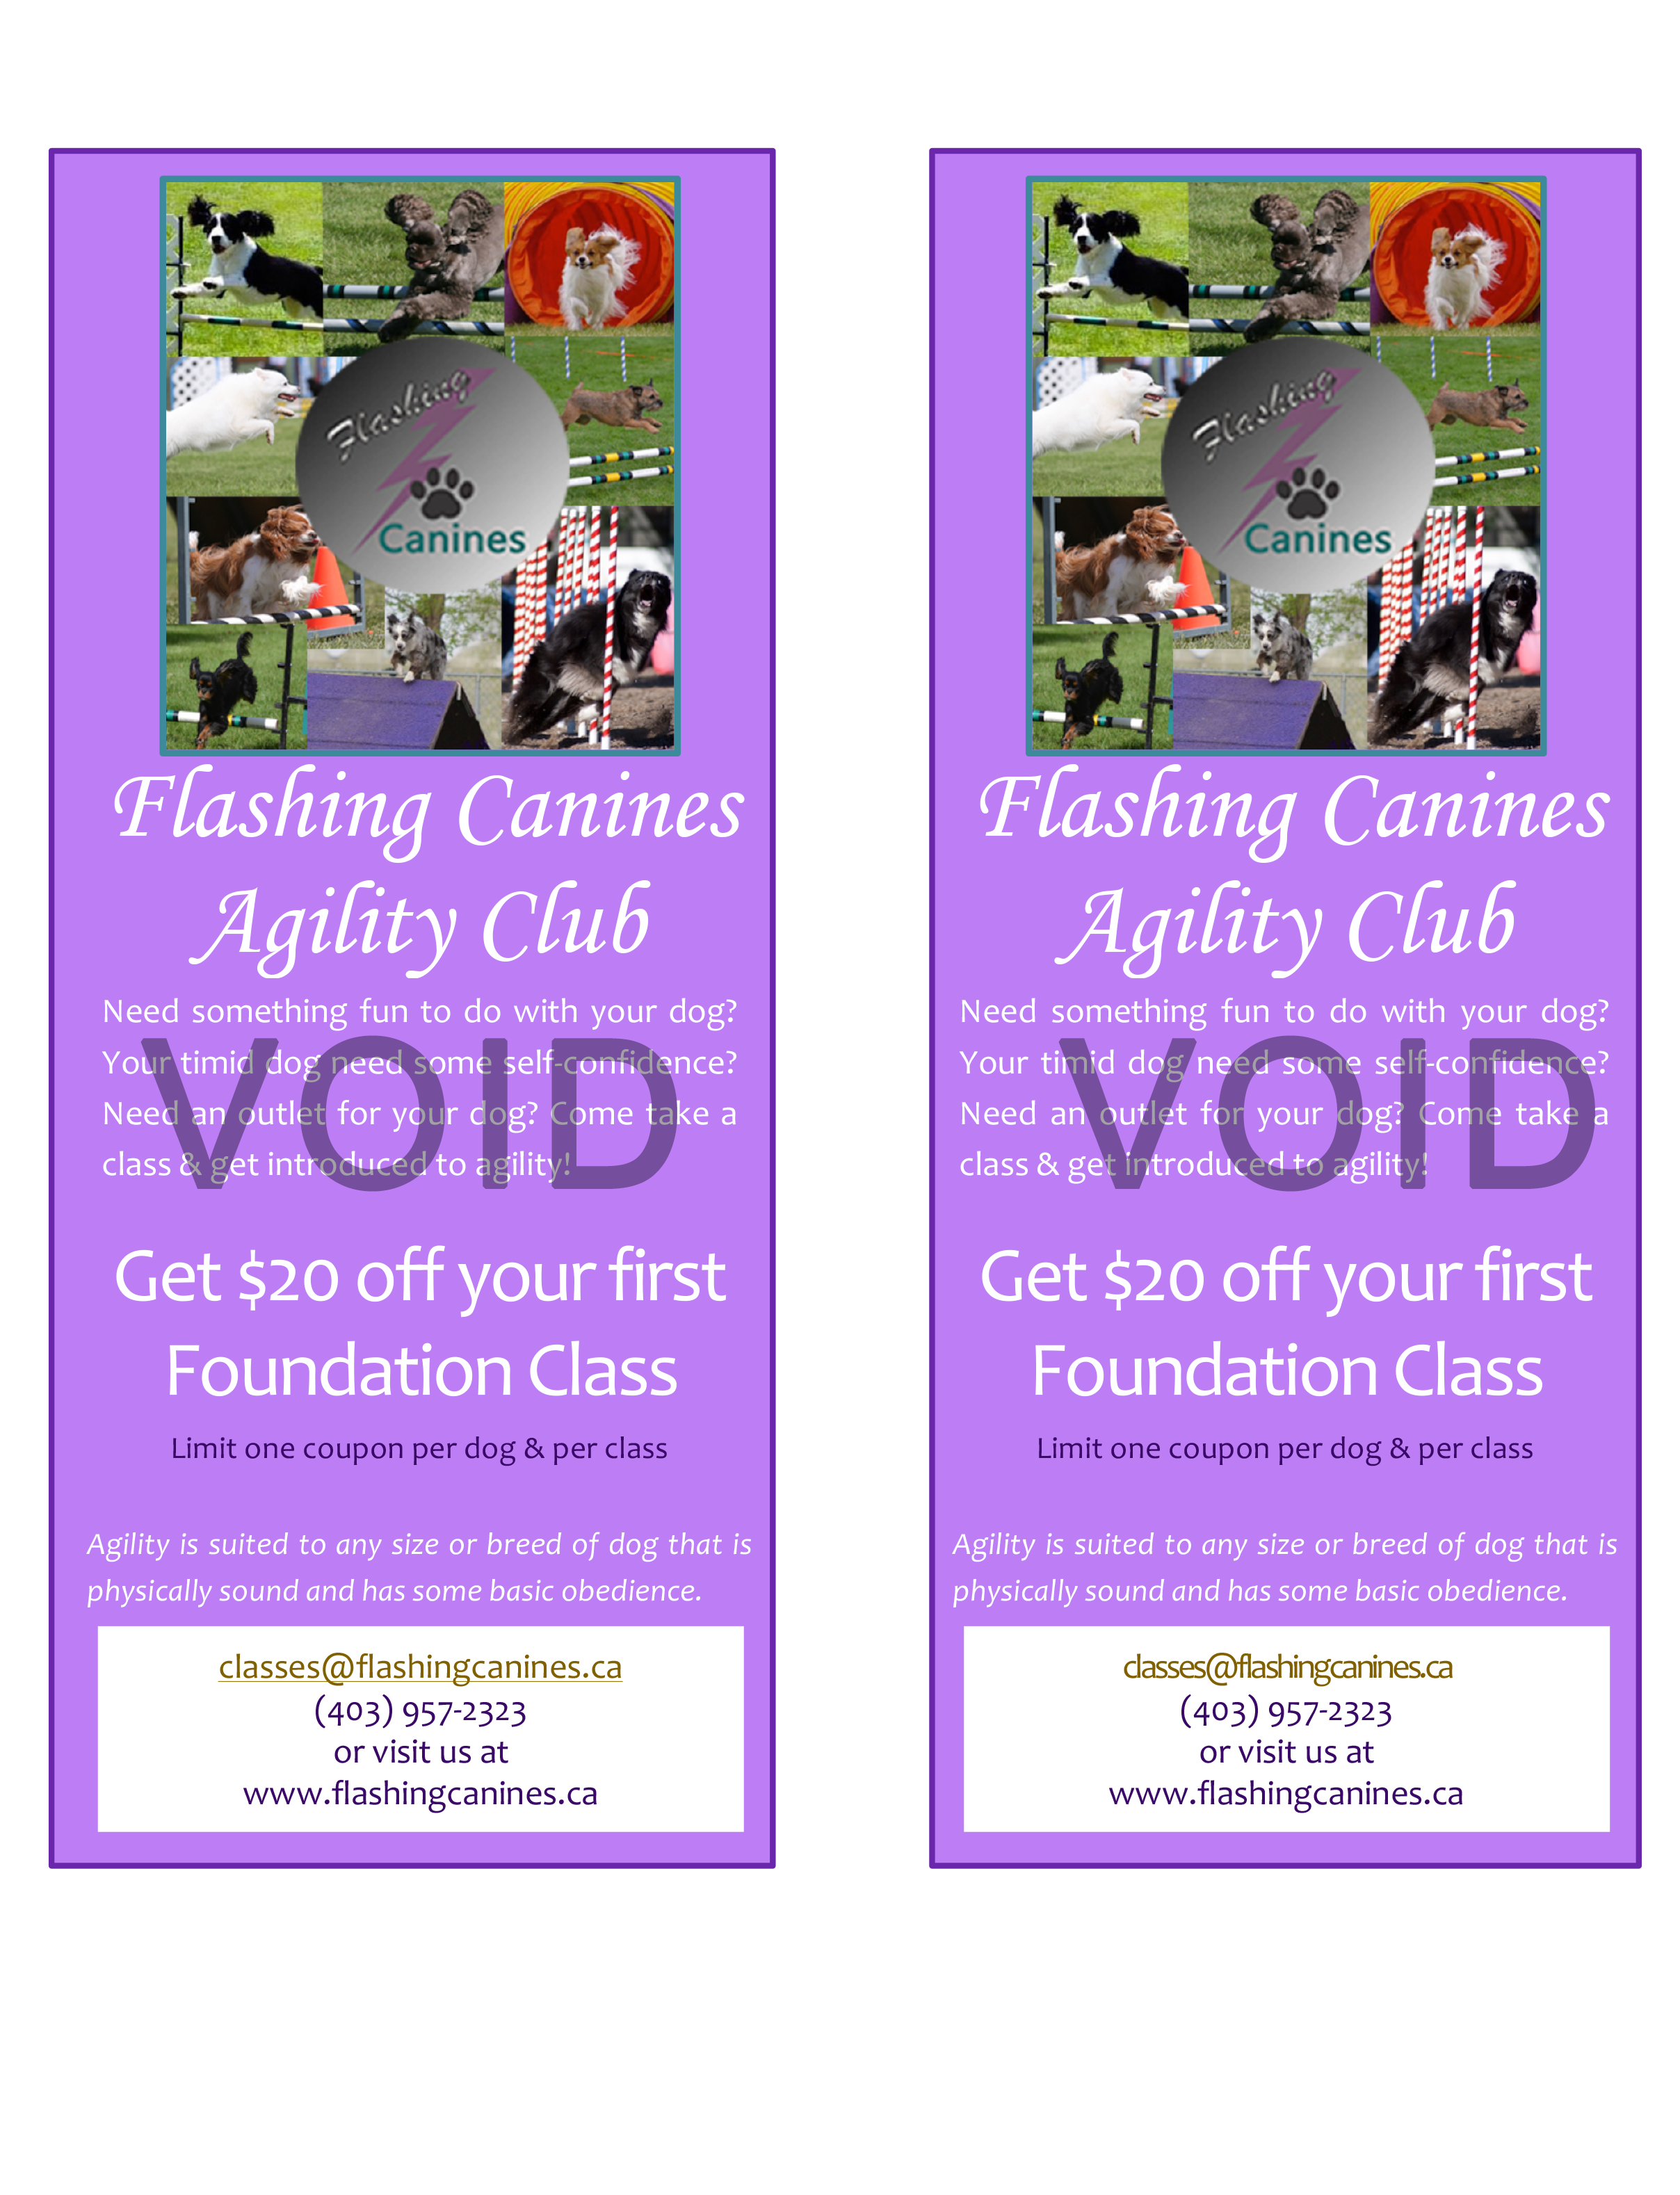 Flashing
Canines
Flashing Canines
Agility Club
Need something fun to do with your dog?
Your timid dog need some self-confidence?
Need an outlet for your dog? Come take a
class & get introduced to agility!
VOID
Get $20 off your first
Foundation Class
Limit one coupon per dog & per class
Agility is suited to any size or breed of dog that is
physically sound and has some basic obedience.
classes@flashingcanines.ca
(403) 957-2323
or visit us at
www.flashingcanines.ca
Flashing
Canines
Flashing Canines
Agility Club
Need something fun to do with your dog?
Your timid dog need some self-confidence?
Need an outlet for your dog? Come take a
class & get introduced to agility!
VOID
Get $20 off your first
Foundation Class
Limit one coupon per dog & per class
Agility is suited to any size or breed of dog that is
physically sound and has some basic obedience.
classes@flashingcanines.ca
(403) 957-2323
or visit us at
www.flashingcanines.ca